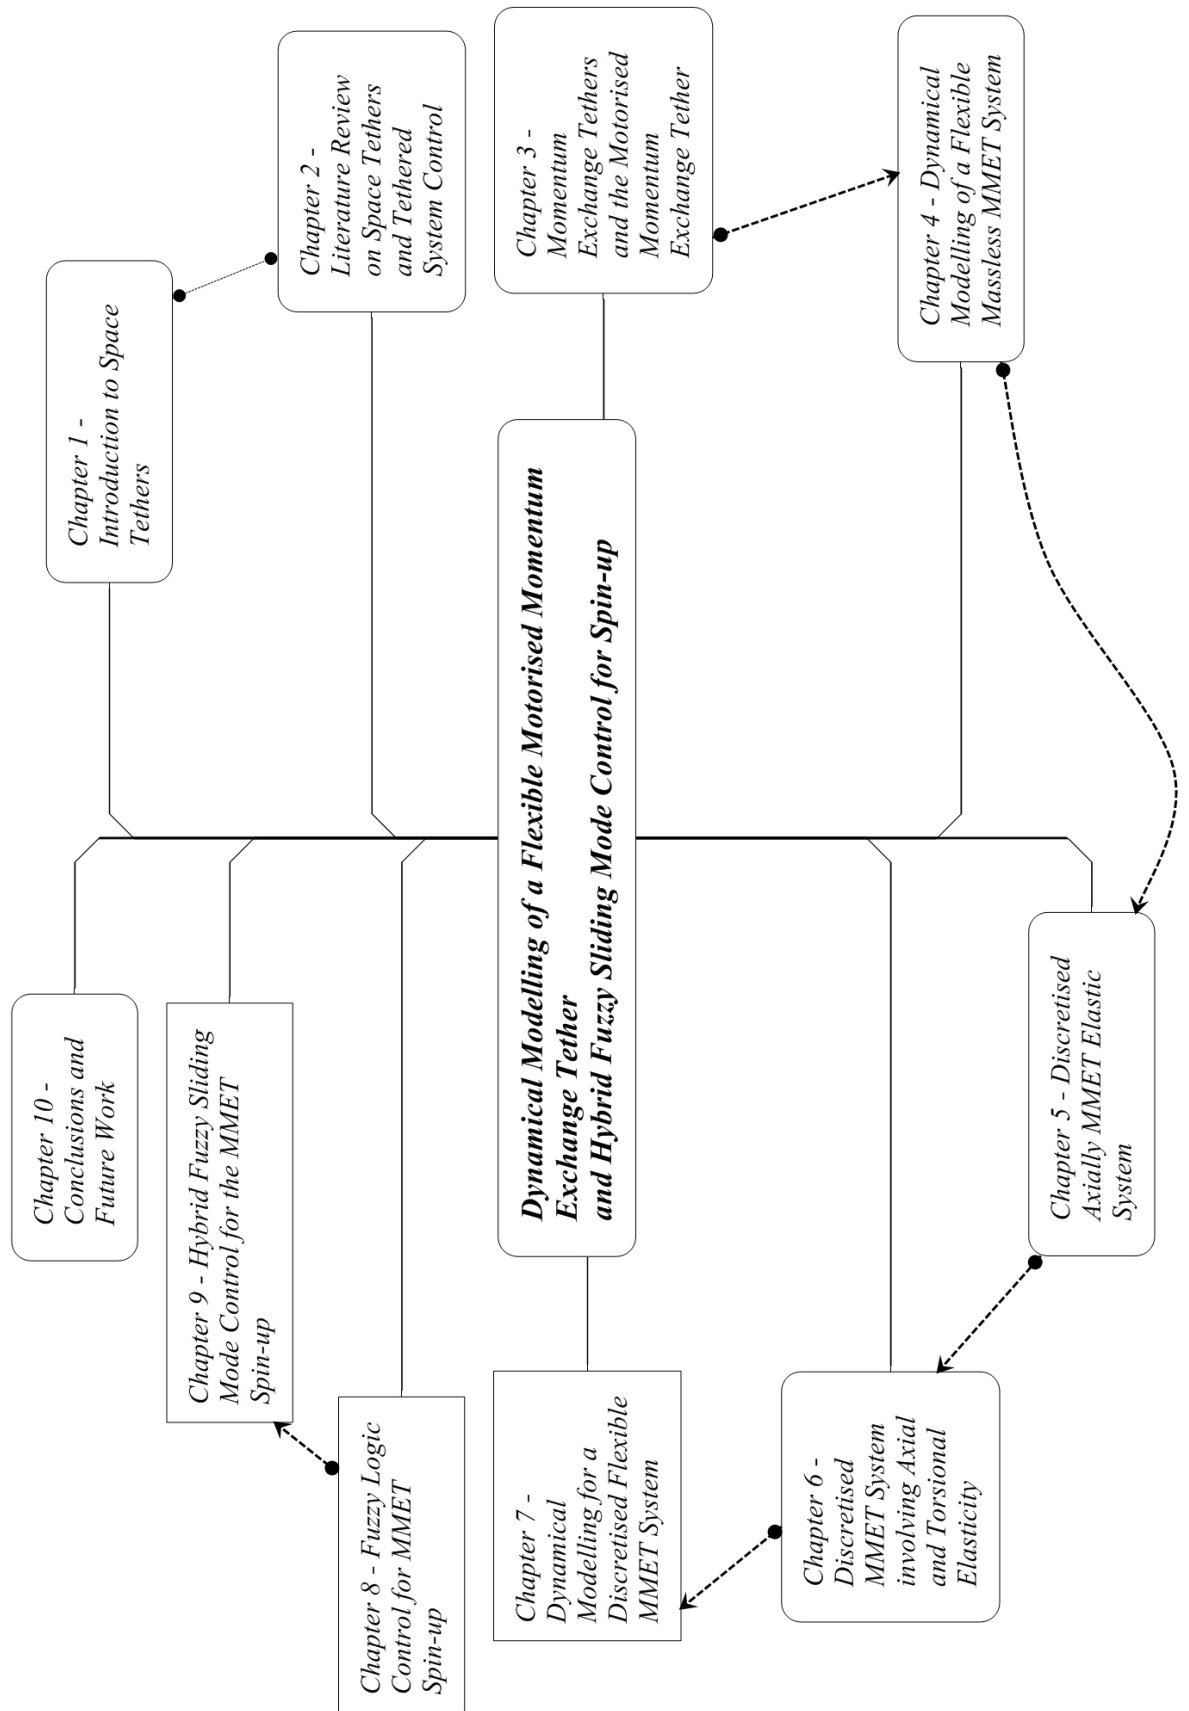 Chapter 1 -
Introduction to Space
Tethers
Chapter 2 -
Literature Review
on Space Tethers
and Tethered
System Control
Chapter 3 -
Momentum
Exchange Tethers
and the Motorised
Momentum
Exchange Tether
Chapter 4 - Dynamical
Modelling of a Flexible
Massless MMET System
Dynamical Modelling of a Flexible Motorised Momentum
Exchange Tether
and Hybrid Fuzzy Sliding Mode Control for Spin-up
Chapter 5 - Discretised
Axially MMET Elastic
System
Chapter 6 -
Discretised
MMET System
involving Axial
and Torsional
Elasticity
Chapter 7 -
Dynamical
Modelling for a
Discretised Flexible
MMET System
Chapter 8 - Fuzzy Logic
Control for MMET
Spin-up
Chapter 9 - Hybrid Fuzzy Sliding
Mode Control for the MMET
Spin-up
Chapter 10 -
Conclusions and
Future Work